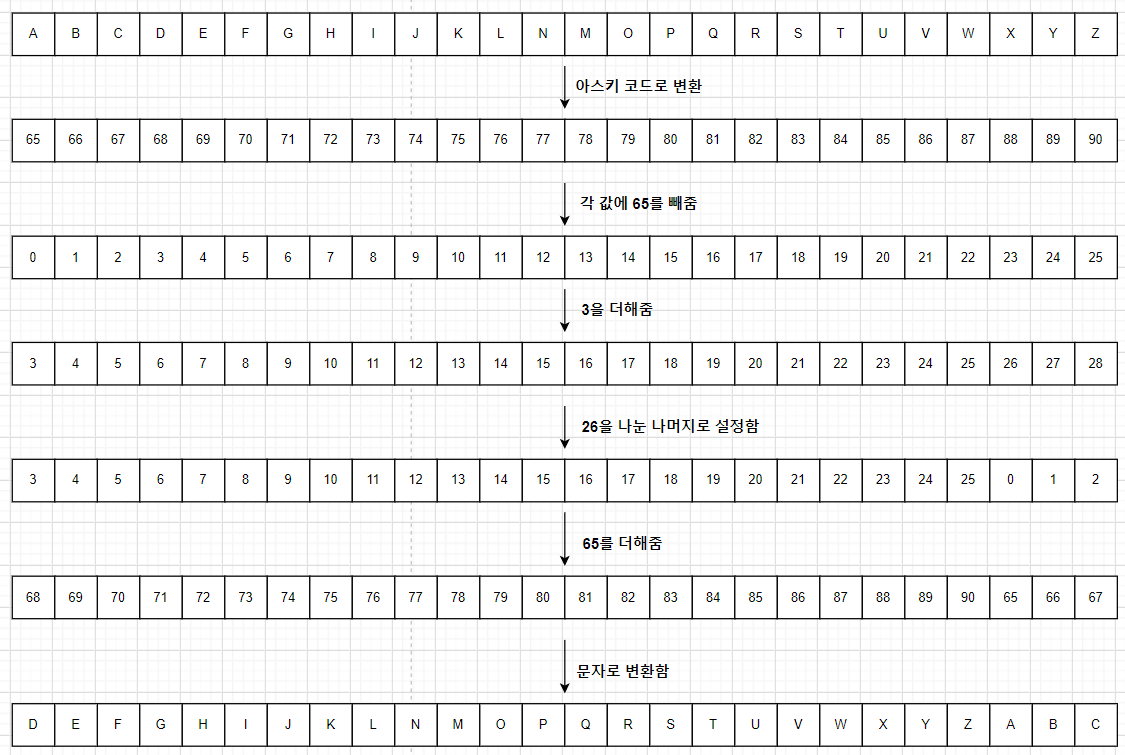 A B C D E F G H I J K L N M O P Q R S T U V W X Y Z
아스키 코드로 변환
65 66 67 68 69 70 71 72 73 74 75 76 77 78 79 80 81 82 83 84 85 86 87 88 89 90
각 값에 65를 빼줌
0 1 2 3 4 5 6 7 8 9 10 11 12 13 14 15 16 17 18 19 20 21 22 23 24 25
3을 더해줌
3 4 5 6 7 8 9 10 11 12 13 14 15 16 17 18 19 20 21 22 23 24 25 26 27 28
26을 나눈 나머지로 설정함
3 4 5 6 7 8 9 10 11 12 13 14 15 16 17 18 19 20 21 22 23 24 25 0 1 2
65를 더해줌
68 69 70 71 72 73 74 75 76 77 78 79 80 81 82 83 84 85 86 87 88 89 90 65 66 67
문자로 변환함
D E F G H I J K L N M O P Q R S T U V W X Y Z A B C